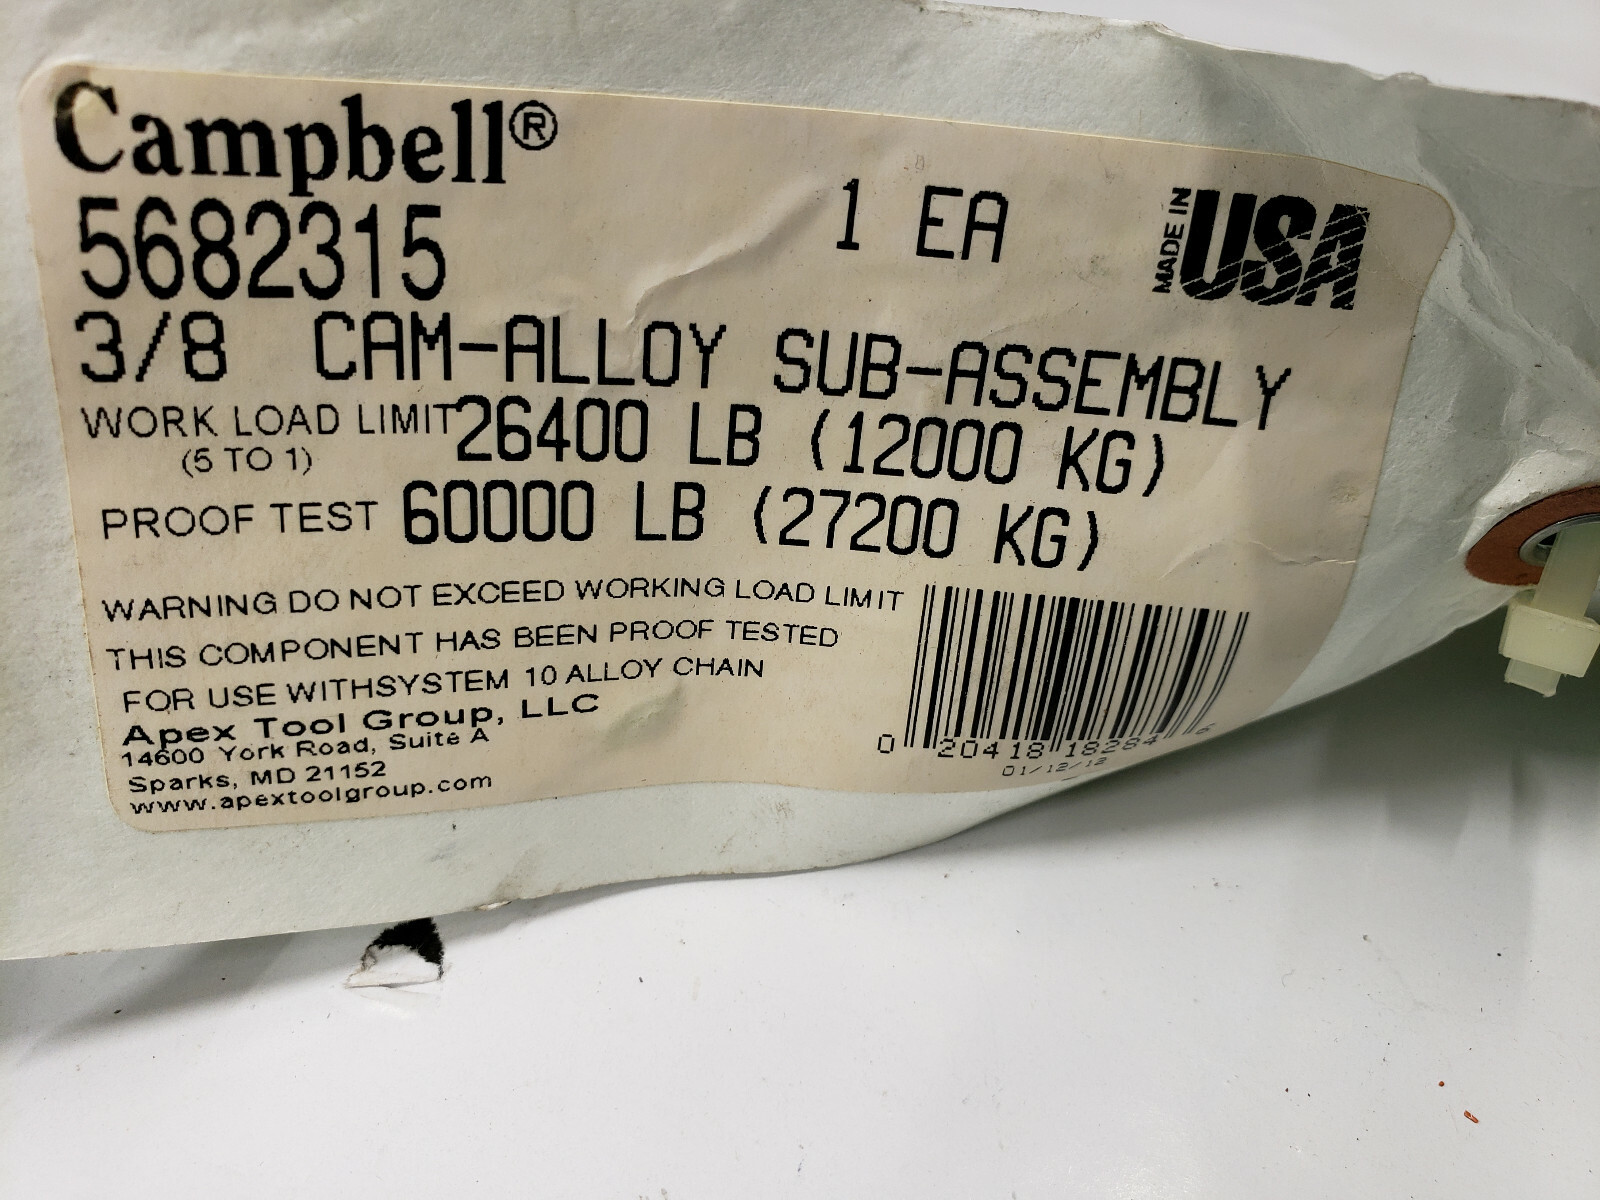 Campbell®
5682315 1 EA MADE IN USA
3/8 CAM-ALLOY SUB-ASSEMBLY
WORK LOAD LIMIT 26400 LB (12000 KG)
(5 TO 1)
PROOF TEST 60000 LB (27200 KG)
WARNING DO NOT EXCEED WORKING LOAD LIMIT
THIS COMPONENT HAS BEEN PROOF TESTED
FOR USE WITHSYSTEM 10 ALLOY CHAIN
Apex Tool Group, LLC
14600 York Road, Suite A
Sparks, MD 21152
www.apextoolgroup.com
0 20418 18284 6
01/12/12